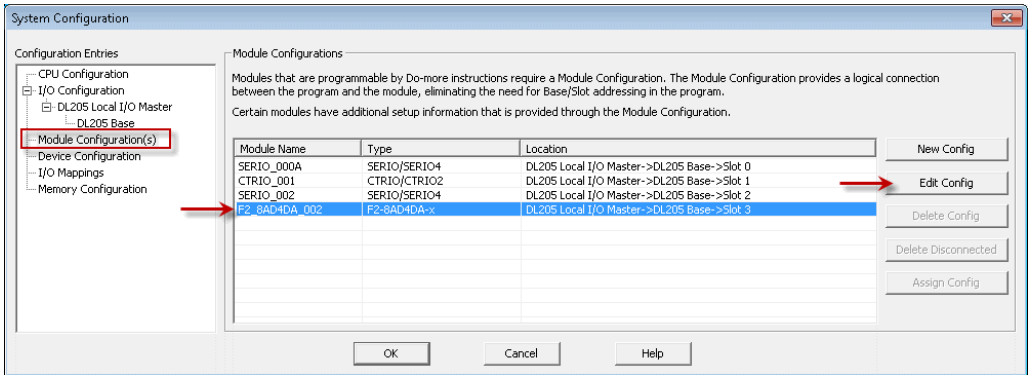 System Configuration
Configuration Entries
CPU Configuration
I/O Configuration
DL205 Local I/O Master
DL205 Base
Module Configuration(s)
Device Configuration
I/O Mappings
Memory Configuration
Module Configurations
Modules that are programmable by Do-more instructions require a Module Configuration. The Module Configuration provides a logical connection
between the program and the module, eliminating the need for Base/Slot addressing in the program.
Certain modules have additional setup information that is provided through the Module Configuration.
Module Name Type Location
SERIO_000A SERIO/SERIO4 DL205 Local I/O Master->DL205 Base->Slot 0
CTRIO_001 CTRIO/CTRIO2 DL205 Local I/O Master->DL205 Base->Slot 1
SERIO_002 SERIO/SERIO4 DL205 Local I/O Master->DL205 Base->Slot 2
F2_8AD4DA_002 F2-8AD4DA-x DL205 Local I/O Master->DL205 Base->Slot 3
New Config
Edit Config
Delete Config
Delete Disconnected
Assign Config
OK Cancel Help